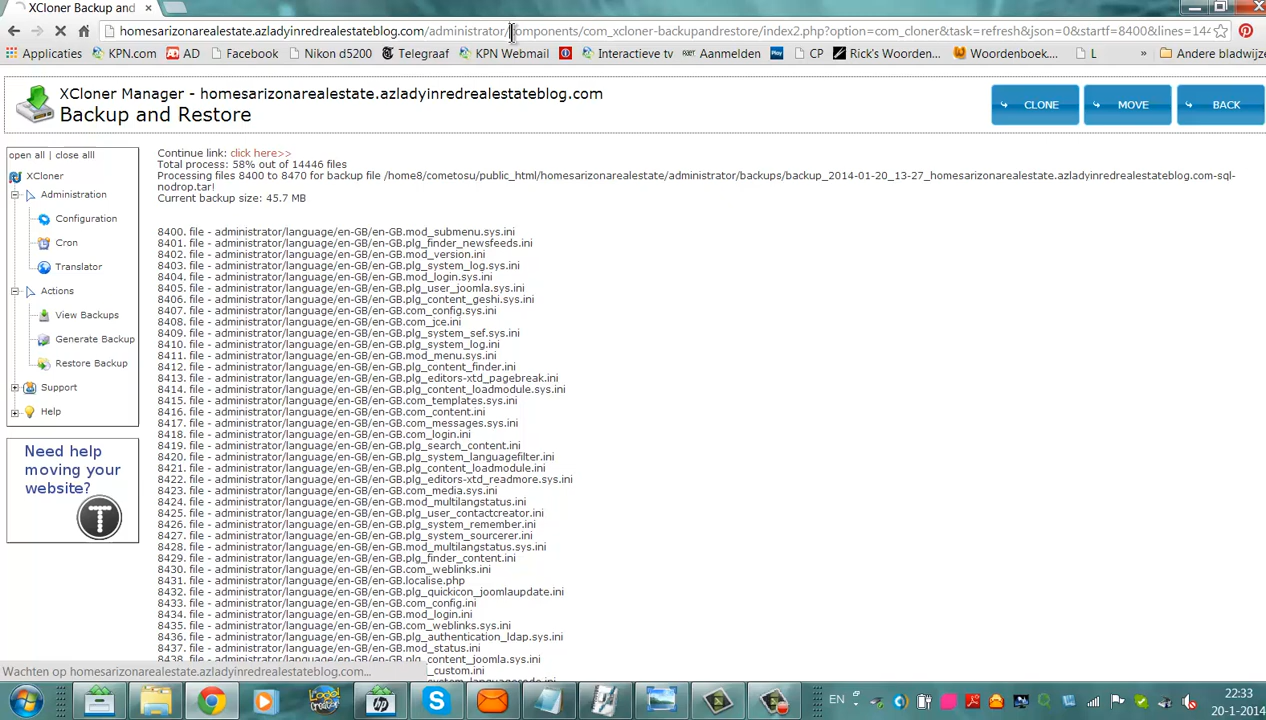 XCloner Backup and
homesarizonarealestate.azladyinredrealestateblog.com/administrator/components/com_xcloner-backupandrestore/index2.php?option=com_cloner&task=refresh&json=0&startf=8400&lines=144
Applicaties KPN.com AD Facebook Nikon d5200 Telegraaf KPN Webmail Interactieve tv Aanmelden Play CP Rick's Woorden... Woordenboek.... L » Andere bladwijzers
XCloner Manager - homesarizonarealestate.azladyinredrealestateblog.com
Backup and Restore
CLONE MOVE BACK
open all | close alll
XCloner
Administration
Configuration
Cron
Translator
Actions
View Backups
Generate Backup
Restore Backup
Support
Help
Need help
moving your
website?
T
Continue link: click here>>
Total process: 58% out of 14446 files
Processing files 8400 to 8470 for backup file /home8/cometosu/public_html/homesarizonarealestate/administrator/backups/backup_2014-01-20_13-27_homesarizonarealestate.azladyinredrealestateblog.com-sql-
nodrop.tar!
Current backup size: 45.7 MB
8400. file - administrator/language/en-GB/en-GB.mod_submenu.sys.ini
8401. file - administrator/language/en-GB/en-GB.plg_finder_newsfeeds.ini
8402. file - administrator/language/en-GB/en-GB.mod_version.ini
8403. file - administrator/language/en-GB/en-GB.plg_system_log.sys.ini
8404. file - administrator/language/en-GB/en-GB.mod_login.sys.ini
8405. file - administrator/language/en-GB/en-GB.plg_user_joomla.sys.ini
8406. file - administrator/language/en-GB/en-GB.plg_content_geshi.sys.ini
8407. file - administrator/language/en-GB/en-GB.com_config.sys.ini
8408. file - administrator/language/en-GB/en-GB.com_jce.ini
8409. file - administrator/language/en-GB/en-GB.plg_system_sef.sys.ini
8410. file - administrator/language/en-GB/en-GB.plg_system_log.ini
8411. file - administrator/language/en-GB/en-GB.mod_menu.sys.ini
8412. file - administrator/language/en-GB/en-GB.plg_content_finder.ini
8413. file - administrator/language/en-GB/en-GB.plg_editors-xtd_pagebreak.ini
8414. file - administrator/language/en-GB/en-GB.plg_content_loadmodule.sys.ini
8415. file - administrator/language/en-GB/en-GB.com_templates.sys.ini
8416. file - administrator/language/en-GB/en-GB.com_content.ini
8417. file - administrator/language/en-GB/en-GB.com_messages.sys.ini
8418. file - administrator/language/en-GB/en-GB.com_login.ini
8419. file - administrator/language/en-GB/en-GB.plg_search_content.ini
8420. file - administrator/language/en-GB/en-GB.plg_system_languagefilter.ini
8421. file - administrator/language/en-GB/en-GB.plg_content_loadmodule.ini
8422. file - administrator/language/en-GB/en-GB.plg_editors-xtd_readmore.sys.ini
8423. file - administrator/language/en-GB/en-GB.com_media.sys.ini
8424. file - administrator/language/en-GB/en-GB.mod_multilangstatus.ini
8425. file - administrator/language/en-GB/en-GB.plg_user_contactcreator.ini
8426. file - administrator/language/en-GB/en-GB.plg_system_remember.ini
8427. file - administrator/language/en-GB/en-GB.plg_system_sourcerer.ini
8428. file - administrator/language/en-GB/en-GB.mod_multilangstatus.sys.ini
8429. file - administrator/language/en-GB/en-GB.plg_finder_content.ini
8430. file - administrator/language/en-GB/en-GB.com_weblinks.ini
8431. file - administrator/language/en-GB/en-GB.localise.php
8432. file - administrator/language/en-GB/en-GB.plg_quickicon_joomlaupdate.ini
8433. file - administrator/language/en-GB/en-GB.com_config.ini
8434. file - administrator/language/en-GB/en-GB.mod_login.ini
8435. file - administrator/language/en-GB/en-GB.com_weblinks.sys.ini
8436. file - administrator/language/en-GB/en-GB.plg_authentication_ldap.sys.ini
8437. file - administrator/language/en-GB/en-GB.mod_status.ini
8438. file - administrator/language/en-GB/en-GB.plg_content_joomla.sys.ini
_custom.ini
Wachten op homesarizonarealestate.azladyinredrealestateblog.com...
EN
22:33
20-1-2014